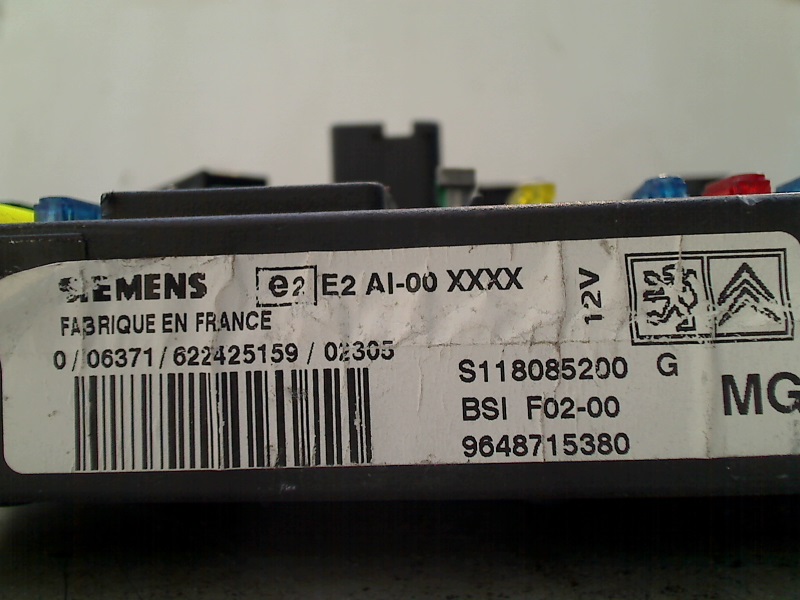 SIEMENS e2 E2 AI-00 XXXX 12V
FABRIQUE EN FRANCE
0/06371/622425159/02305
S118085200 G
BSI F02-00 MG
9648715380